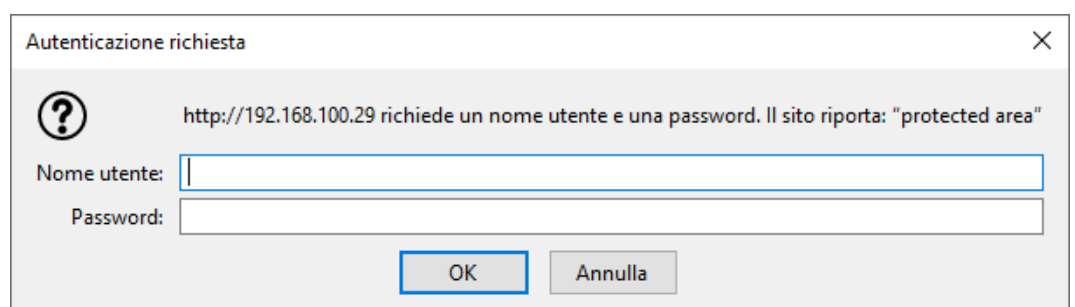 Autenticazione richiesta
http://192.168.100.29 richiede un nome utente e una password. Il sito riporta: “protected area”
Nome utente:
Password:
OK Annulla